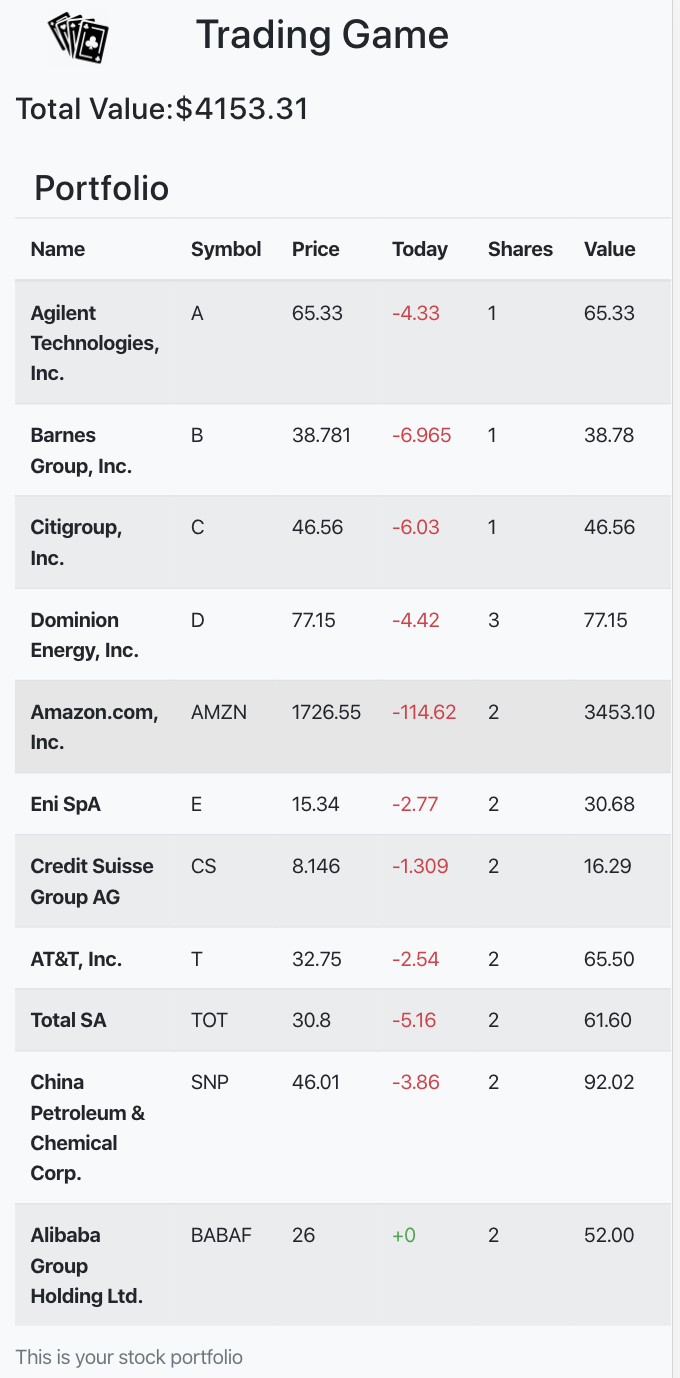 Trading Game
Total Value:$4153.31
Portfolio
Name Symbol Price Today Shares Value
Agilent A 65.33 -4.33 1 65.33
Technologies,
Inc.
Barnes B 38.781 -6.965 1 38.78
Group, Inc.
Citigroup, C 46.56 -6.03 1 46.56
Inc.
Dominion D 77.15 -4.42 3 77.15
Energy, Inc.
Amazon.com, AMZN 1726.55 -114.62 2 3453.10
Inc.
Eni SpA E 15.34 -2.77 2 30.68
Credit Suisse CS 8.146 -1.309 2 16.29
Group AG
AT&T, Inc. T 32.75 -2.54 2 65.50
Total SA TOT 30.8 -5.16 2 61.60
China SNP 46.01 -3.86 2 92.02
Petroleum &
Chemical
Corp.
Alibaba BABAF 26 +0 2 52.00
Group
Holding Ltd.
This is your stock portfolio